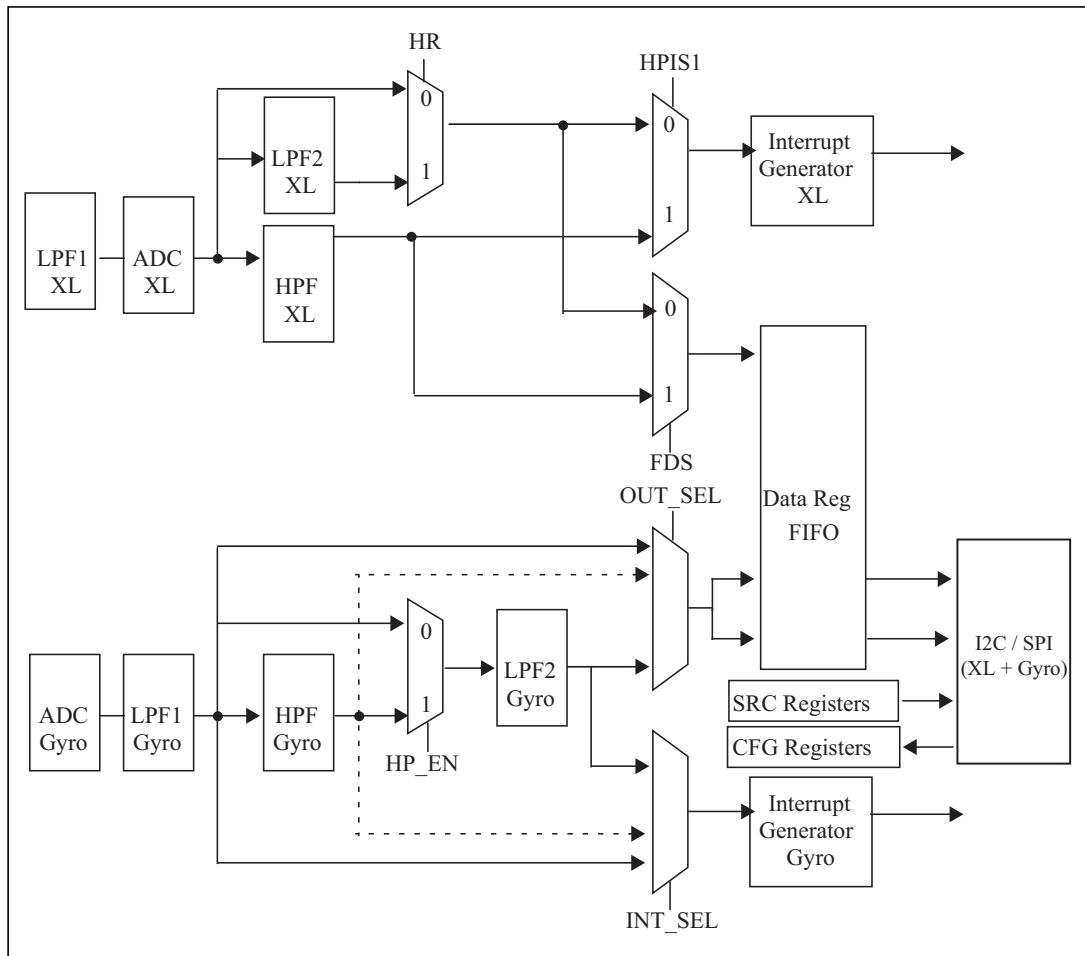 HR
HPIS1
0
1
LPF2
XL
0
1
Interrupt
Generator
XL
LPF1
XL
ADC
XL
HPF
XL
0
1
FDS
OUT_SEL
Data Reg
FIFO
0
1
HP_EN
ADC
Gyro
LPF1
Gyro
HPF
Gyro
LPF2
Gyro
I2C / SPI
(XL + Gyro)
SRC Registers
CFG Registers
Interrupt
Generator
Gyro
INT_SEL